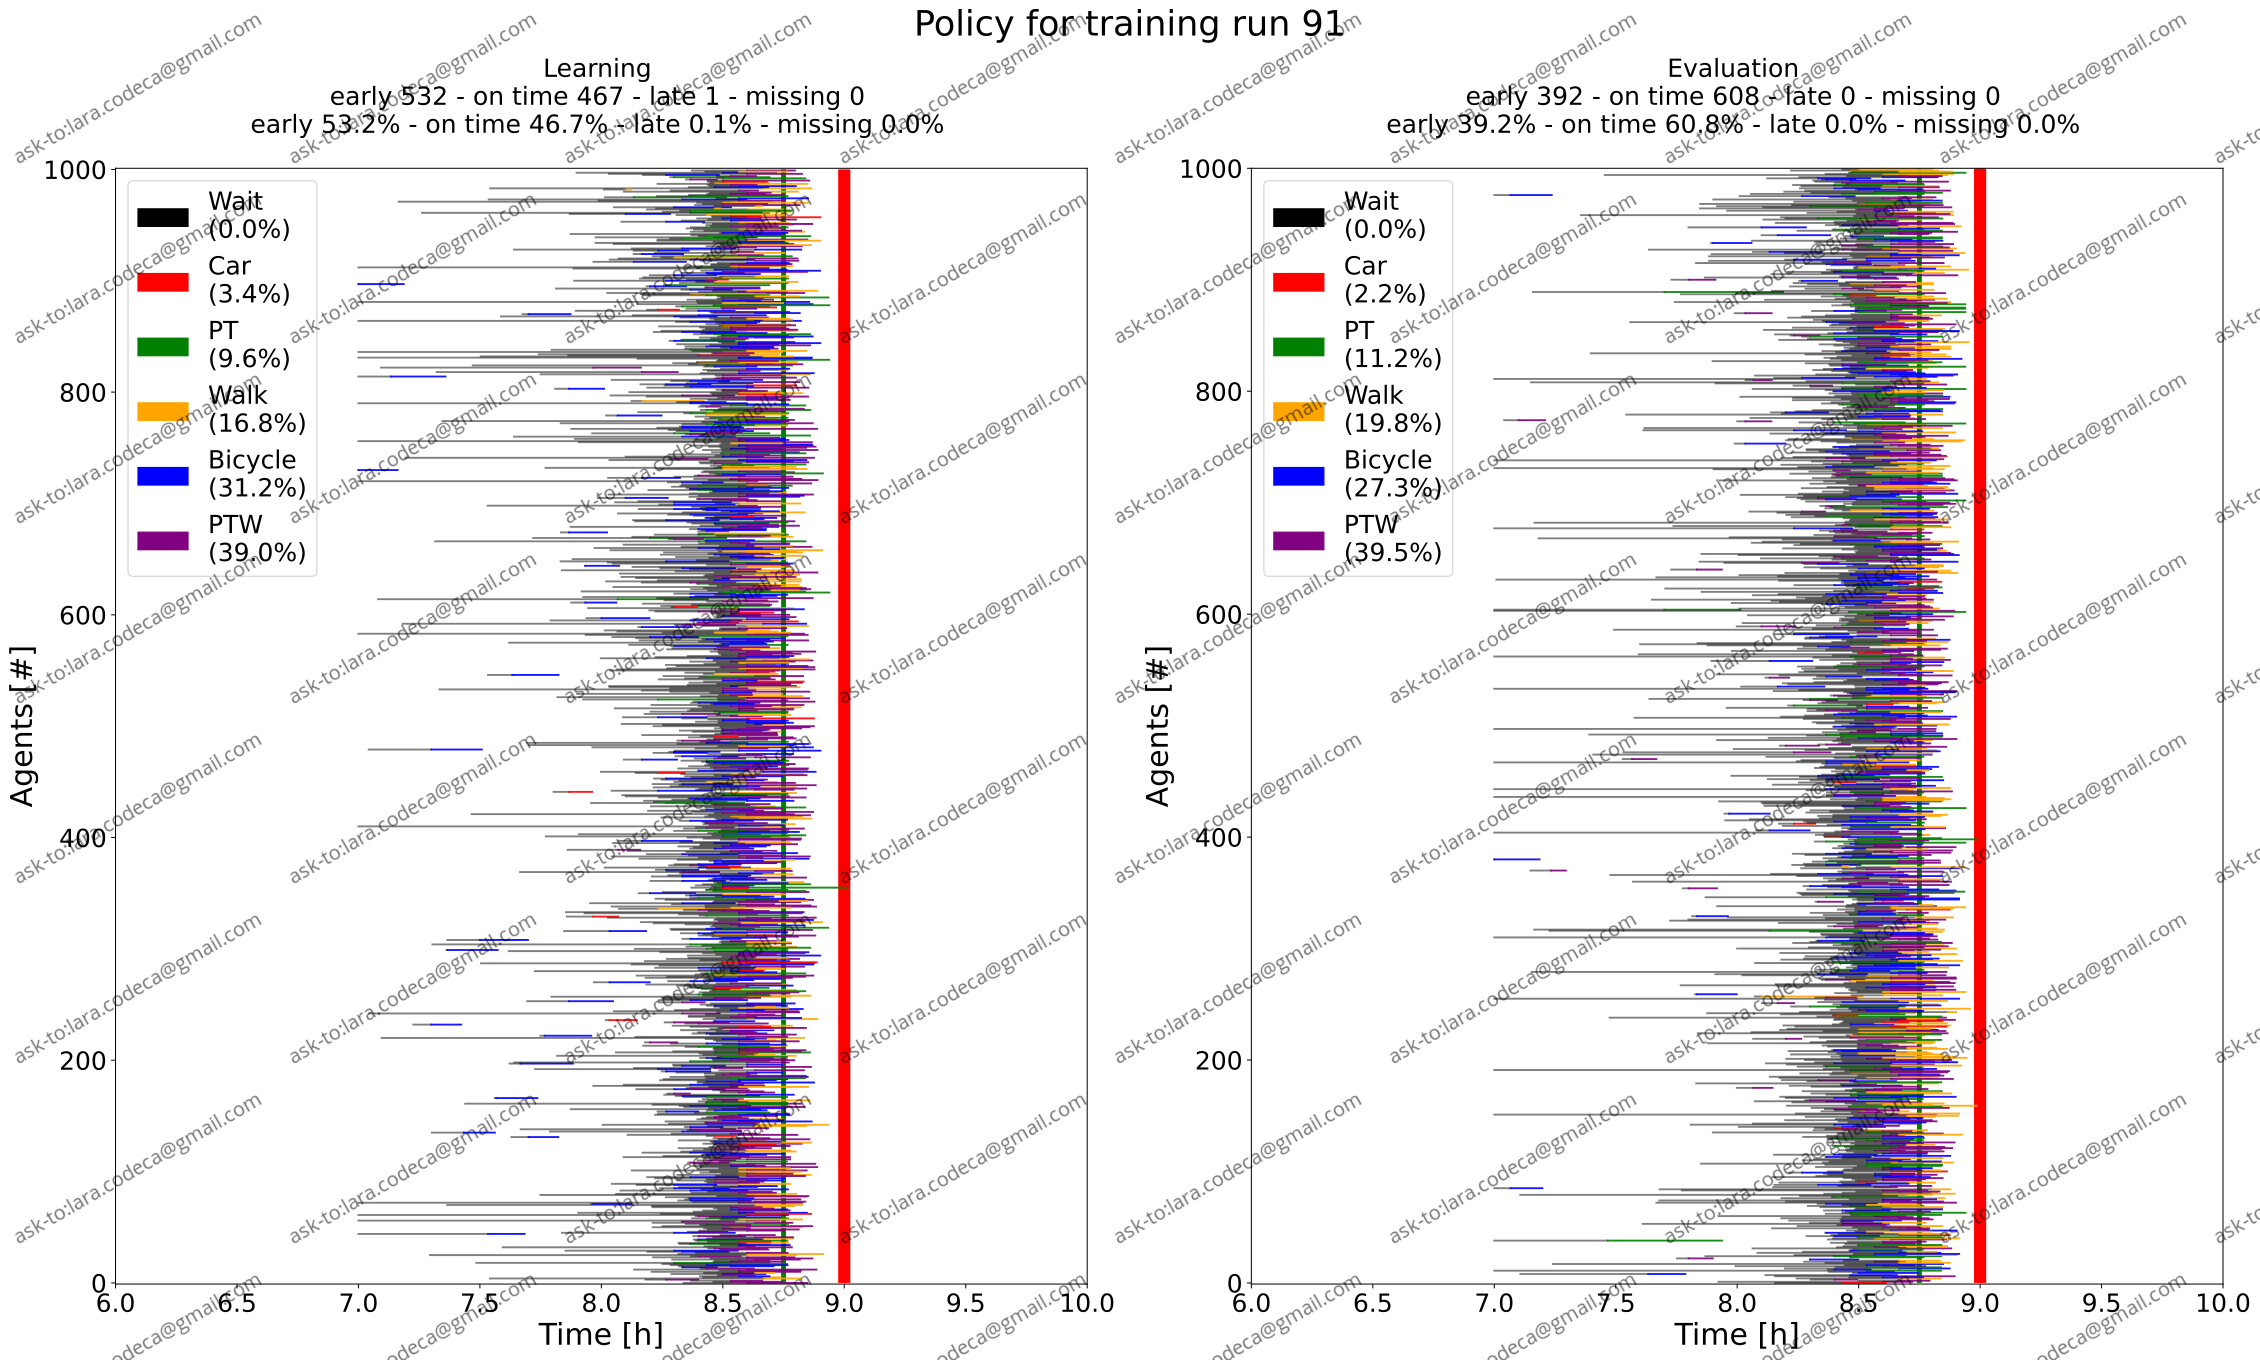 Policy for training run 91
Learning
early 532 - on time 467 - late 1 - missing 0
early 53.2% - on time 46.7% - late 0.1% - missing 0.0%
1000
800
600
400
200
0
Agents [#]
Wait
(0.0%)
Car
(3.4%)
PT
(9.6%)
Walk
(16.8%)
Bicycle
(31.2%)
PTW
(39.0%)
6.0 6.5 7.0 7.5 8.0 8.5 9.0 9.5 10.0
Time [h]
Evaluation
early 392 - on time 608 - late 0 - missing 0
early 39.2% - on time 60.8% - late 0.0% - missing 0.0%
1000
800
600
400
200
0
Agents [#]
Wait
(0.0%)
Car
(2.2%)
PT
(11.2%)
Walk
(19.8%)
Bicycle
(27.3%)
PTW
(39.5%)
6.0 6.5 7.0 7.5 8.0 8.5 9.0 9.5 10.0
Time [h]
ask-to:lara.codeca@gmail.com